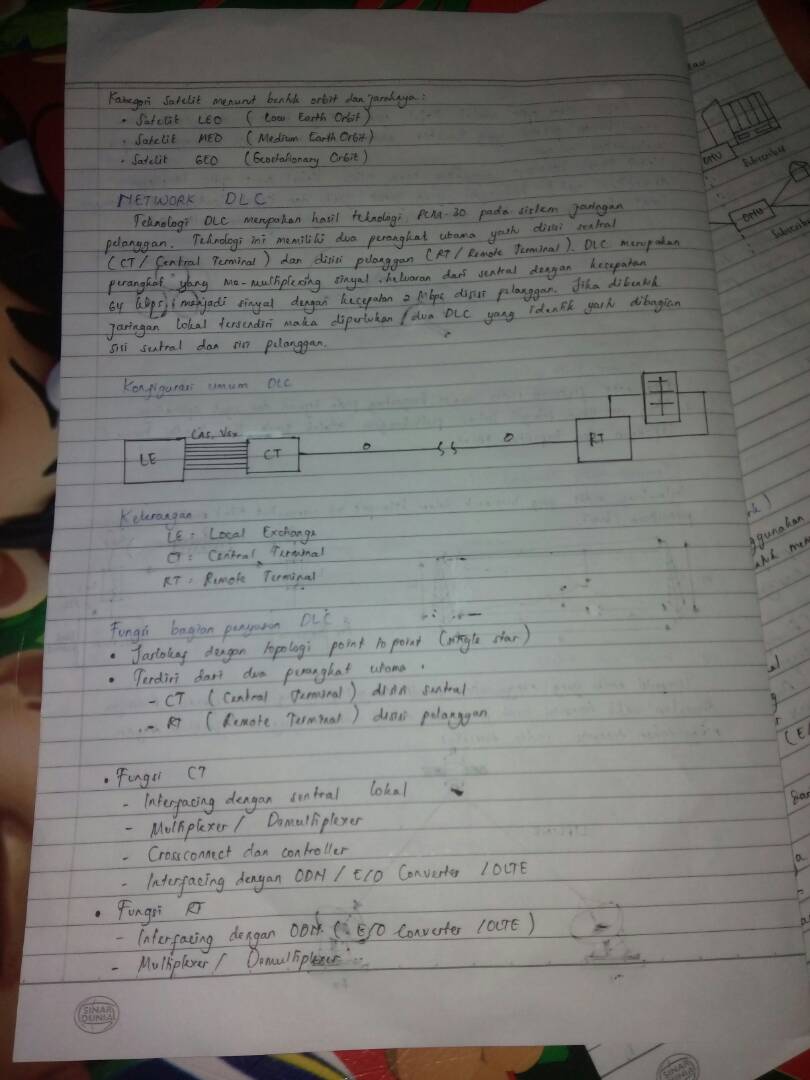 Kategori Satelit menurut bentuk orbit dan jaraknya :
• Satelit LEO ( Low Earth Orbit )
• Satelit MEO ( Medium Earth Orbit )
• Satelit GEO ( Geostationary Orbit )
NETWORK DLC
Teknologi DLC merupakan hasil teknologi PCM-30 pada sistem jaringan
pelanggan. Teknologi ini memiliki dua perangkat utama yaitu disisi sentral
( CT / Central Terminal ) dan disisi pelanggan ( RT / Remote Terminal ). DLC merupakan
perangkat yang me-multiplexing sinyal keluaran dari sentral dengan kecepatan
64 kbps menjadi sinyal dengan kecepatan 2 Mbps disisi pelanggan. Jika dibentuk
jaringan lokal tersendiri maka diperlukan dua DLC yang identik yaitu dibagian
sisi sentral dan sisi pelanggan.
Konfigurasi umum DLC
CAS, V5x
LE
CT
RT
Keterangan :
LE : Local Exchange
CT : Central Terminal
RT : Remote Terminal
Fungsi bagian penyusun DLC :
• Jarlokaf dengan topologi point to point (single star)
• Terdiri dari dua perangkat utama :
- CT ( Central Terminal ) disisi sentral
- RT ( Remote Terminal ) disisi pelanggan
• Fungsi CT
- Interfacing dengan sentral lokal
- Multiplexer / Demultiplexer
- Crossconnect dan controller
- Interfacing dengan ODN / E/O Converter / OLTE
• Fungsi RT
- Interfacing dengan ODN ( E/O Converter / OLTE )
- Multiplexer / Demultiplexer
SINAR
DUNIA
Subscriber
Subscriber
SINAR
DUNIA